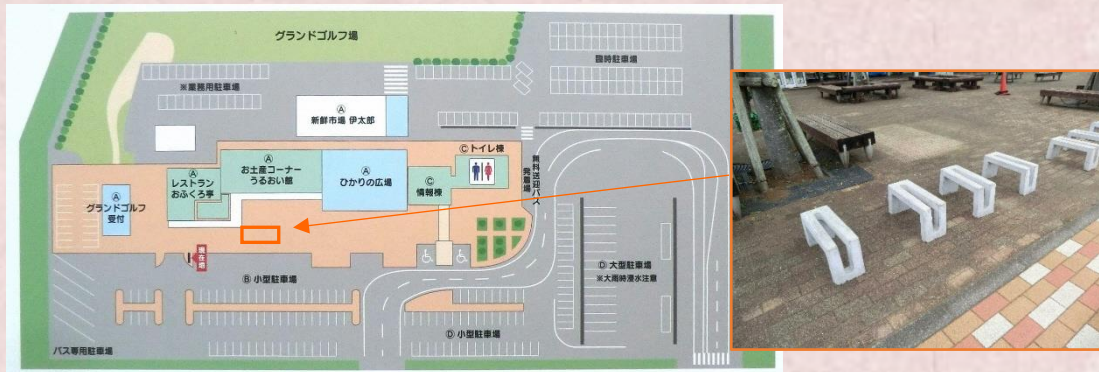 グランドゴルフ場
臨時駐車場
※業務用駐車場
Ⓐ
新鮮市場 伊太郎
Ⓒトイレ棟
Ⓐ
お土産コーナー
うるおい館
Ⓐ
ひかりの広場
Ⓐ
レストラン
おふくろ亭
Ⓒ
情報棟
無料送迎バス
発着場
Ⓐ
グランドゴルフ
受付
現在地
Ⓑ 小型駐車場
Ⓓ 大型駐車場
※大雨時浸水注意
Ⓓ 小型駐車場
バス専用駐車場